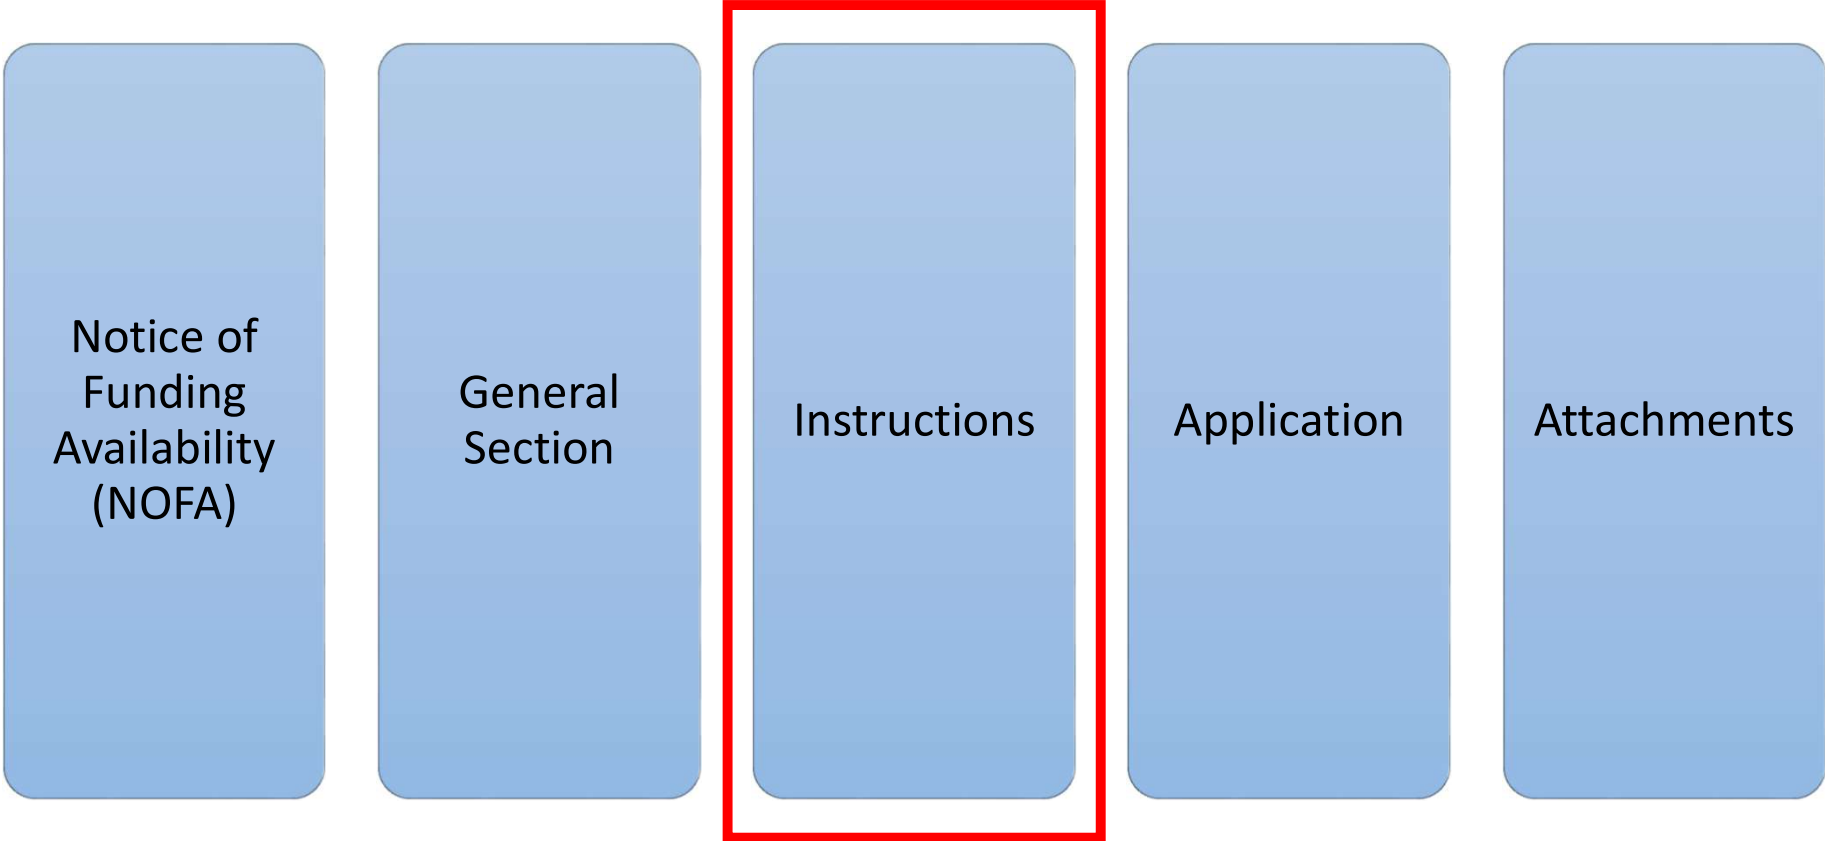 Notice of
Funding
Availability
(NOFA)
General
Section
Instructions
Application
Attachments